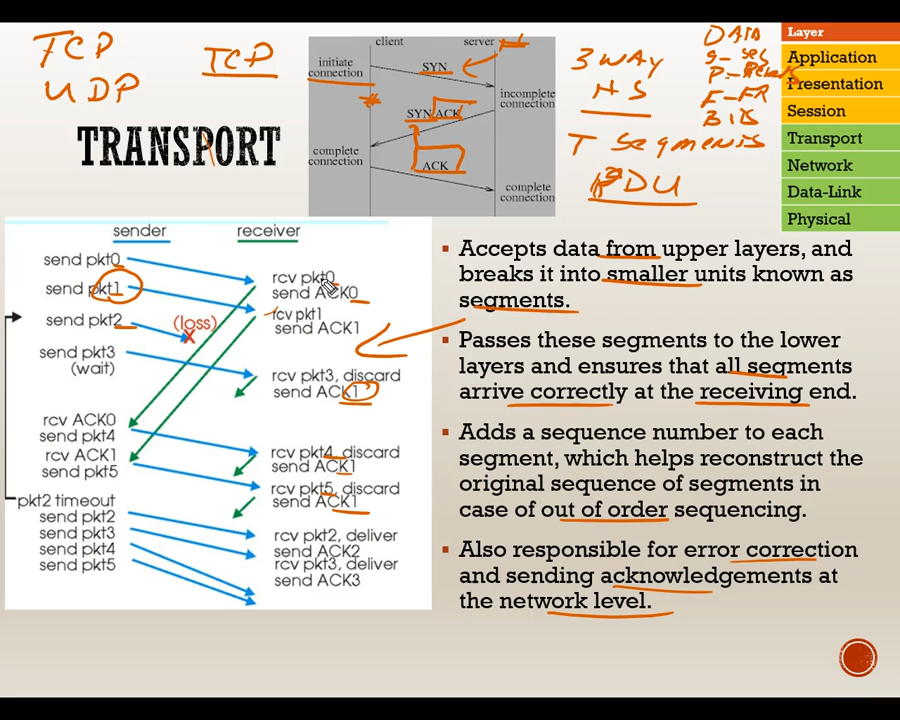 TCP
UDP
TCP
TRANSPORT
client server
initiate
connection
SYN
incomplete
connection
SYN ACK
complete
connection
ACK
complete
connection
3 WAY
HS
T Segments
PDU
DATA
BITS
Layer
Application
Presentation
Session
Transport
Network
Data-Link
Physical
sender receiver
send pkt0
send pkt1
send pkt2
(loss)
X
send pkt3
(wait)
rcv ACK0
send pkt4
rcv ACK1
send pkt5
pkt2 timeout
send pkt2
send pkt3
send pkt4
send pkt5
rcv pkt0
send ACK0
rcv pkt1
send ACK1
rcv pkt3, discard
send ACK1
rcv pkt4, discard
send ACK1
rcv pkt5, discard
send ACK1
rcv pkt2, deliver
send ACK2
rcv pkt3, deliver
send ACK3
Accepts data from upper layers, and
breaks it into smaller units known as
segments.
Passes these segments to the lower
layers and ensures that all segments
arrive correctly at the receiving end.
Adds a sequence number to each
segment, which helps reconstruct the
original sequence of segments in
case of out of order sequencing.
Also responsible for error correction
and sending acknowledgements at
the network level.